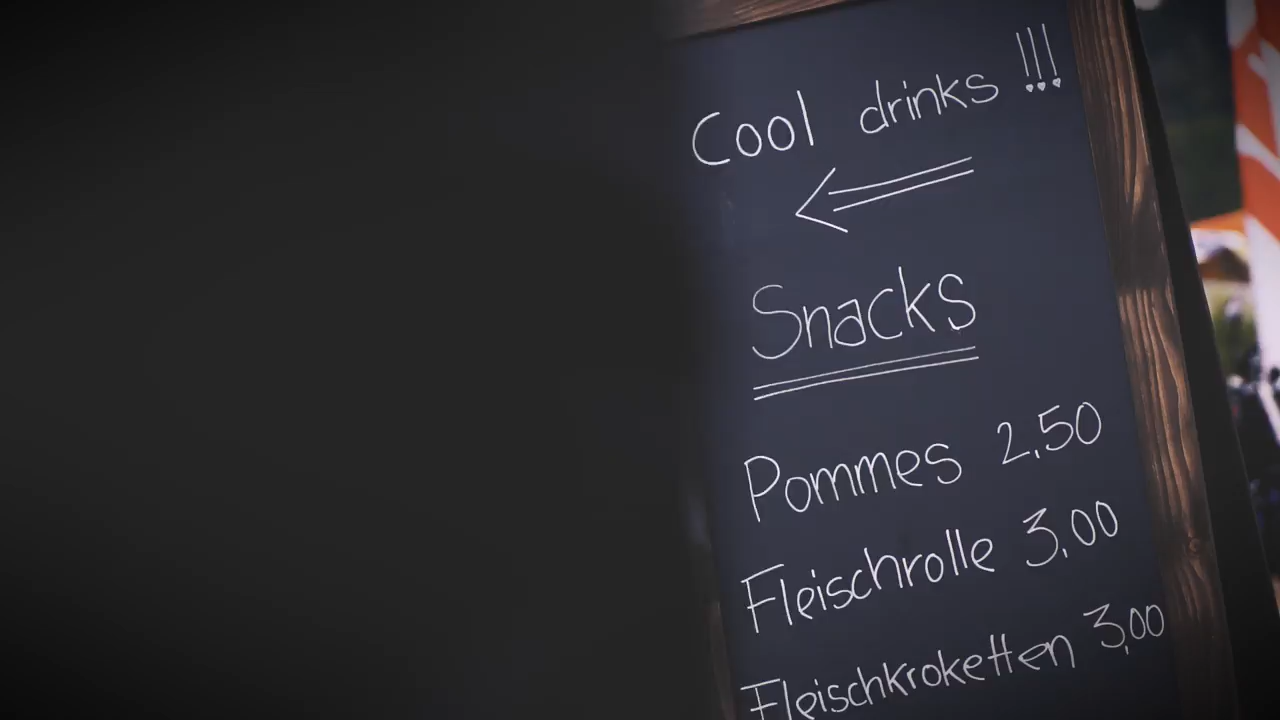 Cool drinks !!!
Snacks
Pommes 2,50
Fleischrolle 3,00
Fleischkroketten 3,00